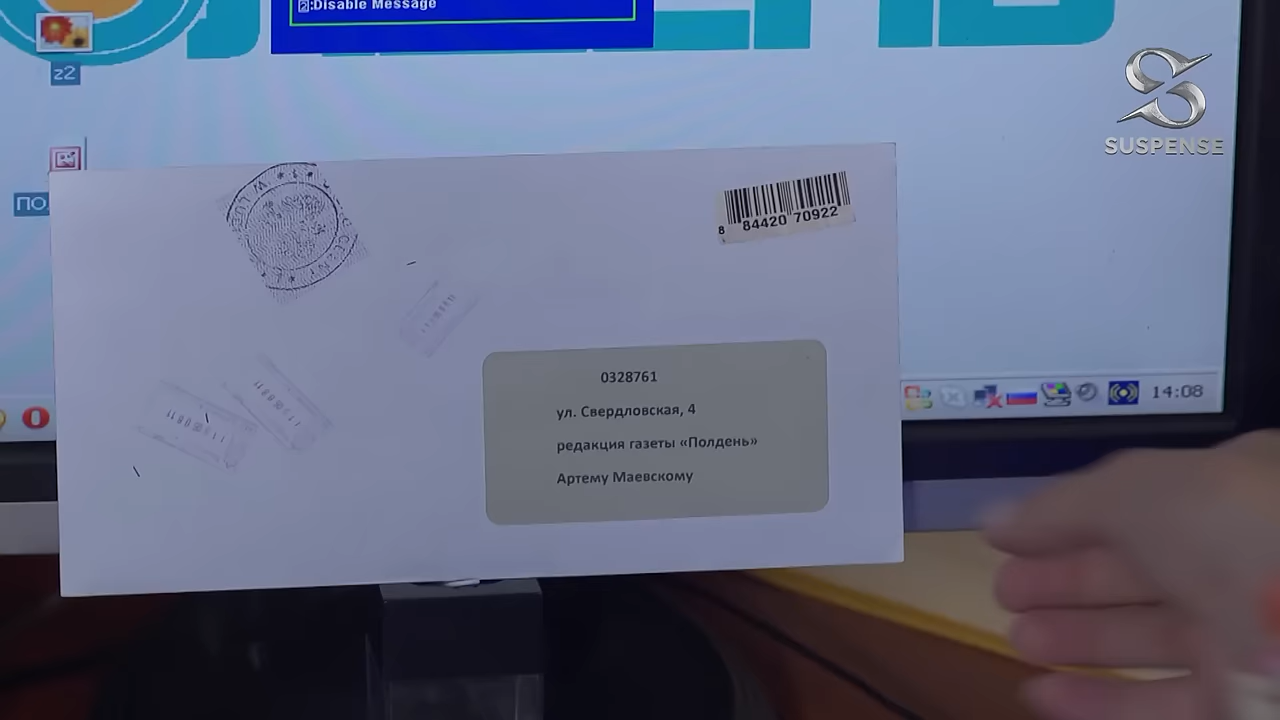 2:Disable Message
z2
SUSPENSE
ПО
8 84420 70922
0328761
ул. Свердловская, 4
редакция газеты «Полдень»
Артему Маевскому
14:08